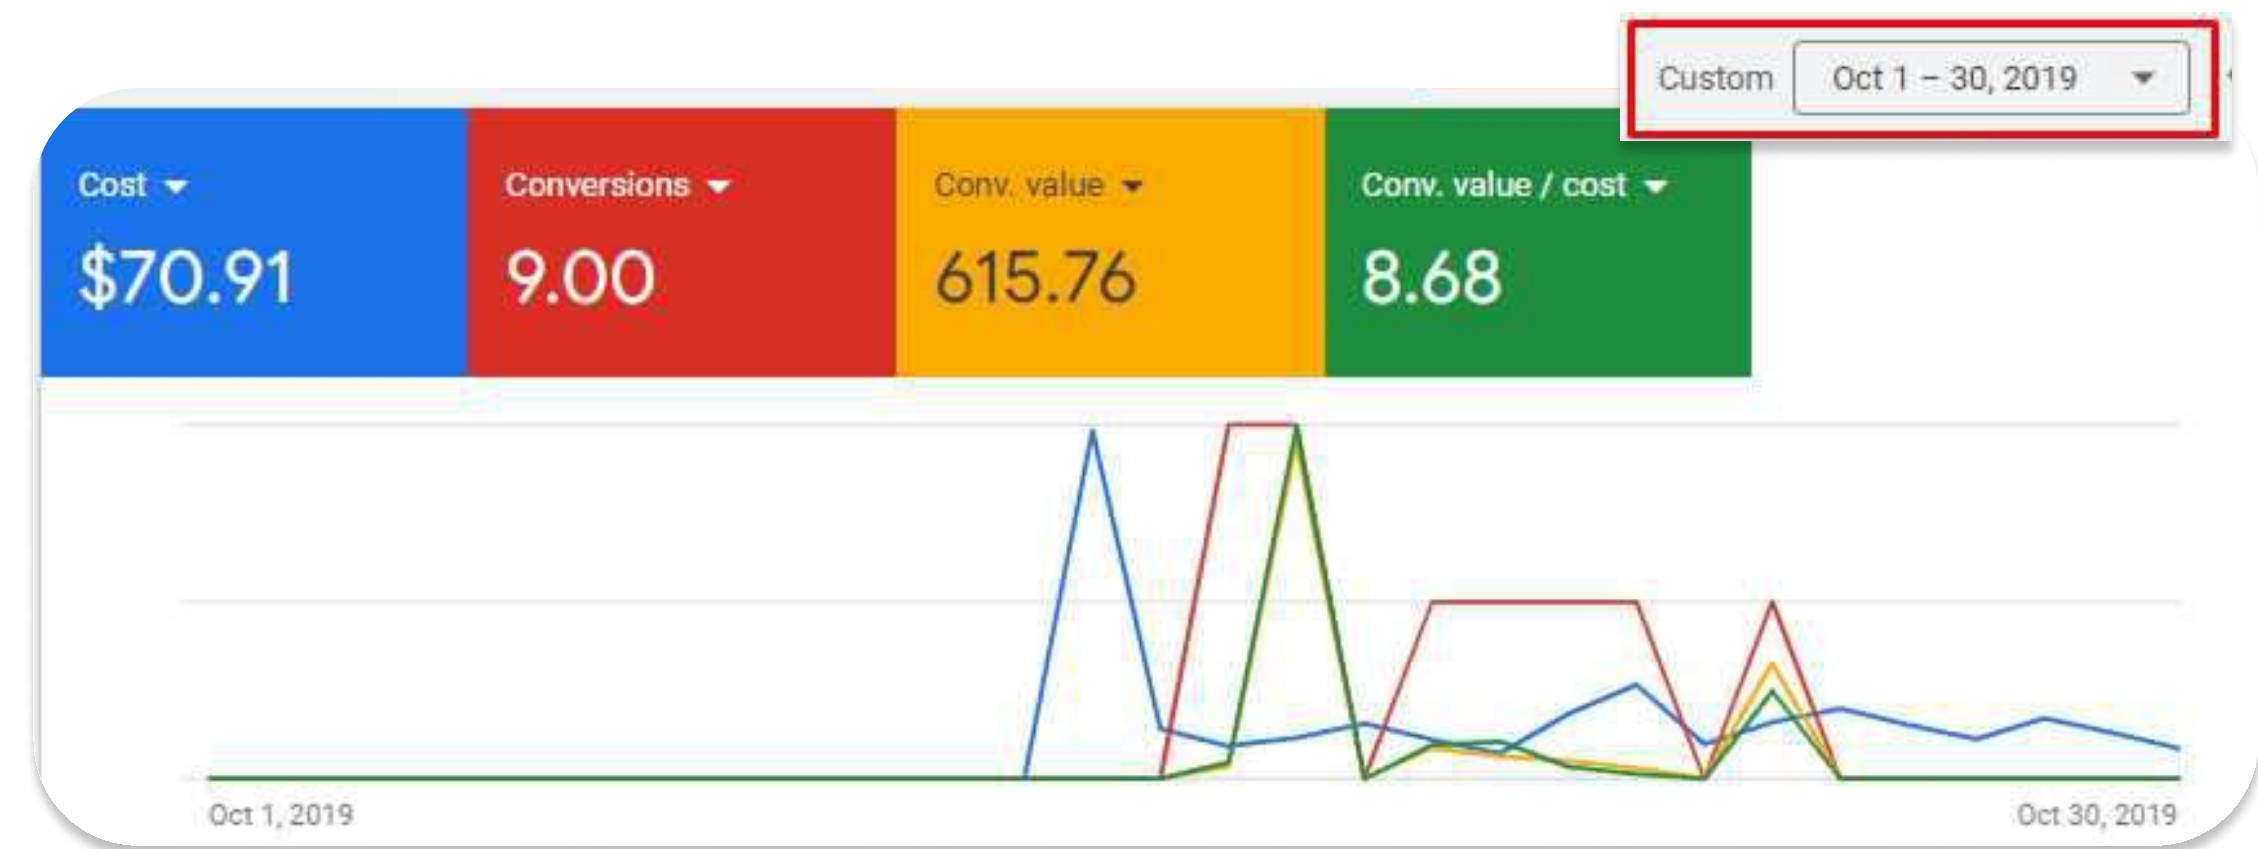 Custom Oct 1 – 30, 2019
Cost Conversions Conv. value Conv. value / cost
$70.91 9.00 615.76 8.68
Oct 1, 2019 Oct 30, 2019